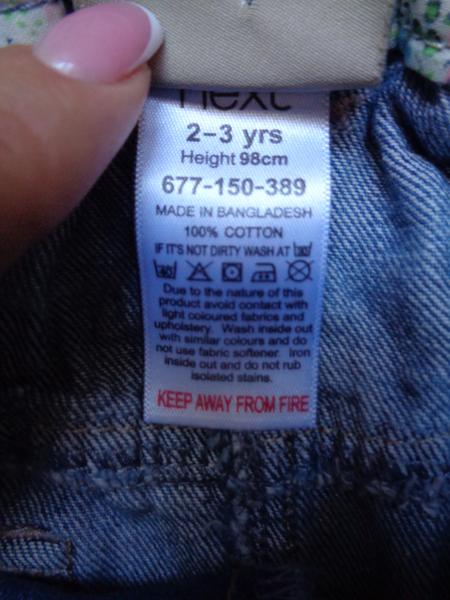 next
2-3 yrs
Height 98cm
677-150-389
MADE IN BANGLADESH
100% COTTON
IF IT'S NOT DIRTY WASH AT 30
40
Due to the nature of this
product avoid contact with
light coloured fabrics and
upholstery. Wash inside out
with similar colours and do
not use fabric softener. Iron
inside out and do not rub
isolated stains.
KEEP AWAY FROM FIRE